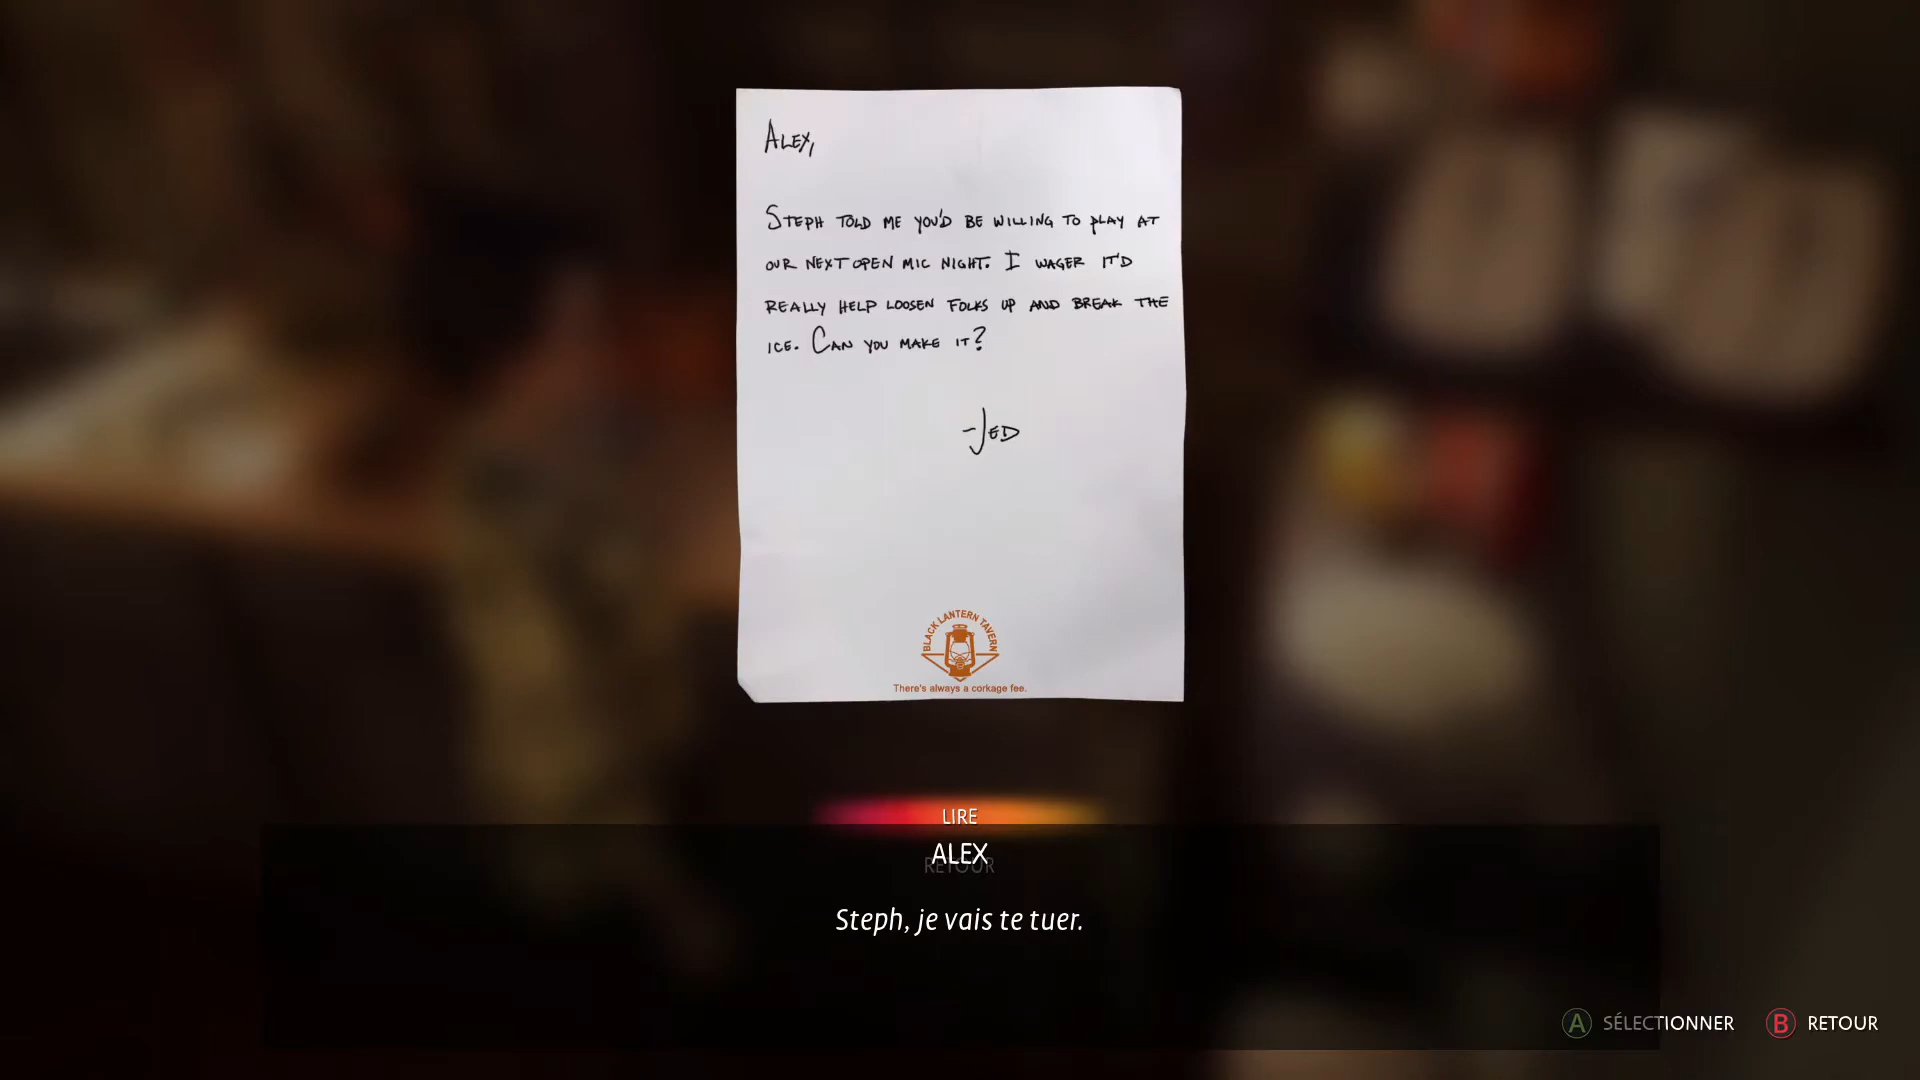 ALEX,
STEPH TOLD ME YOU'D BE WILLING TO PLAY AT
OUR NEXT OPEN MIC NIGHT. I WAGER IT'D
REALLY HELP LOOSEN FOLKS UP AND BREAK THE
ICE. CAN YOU MAKE IT?
-JED
BLACK LANTERN TAVERN
There's always a corkage fee.
LIRE
ALEX
RETOUR
Steph, je vais te tuer.
A SÉLECTIONNER B RETOUR